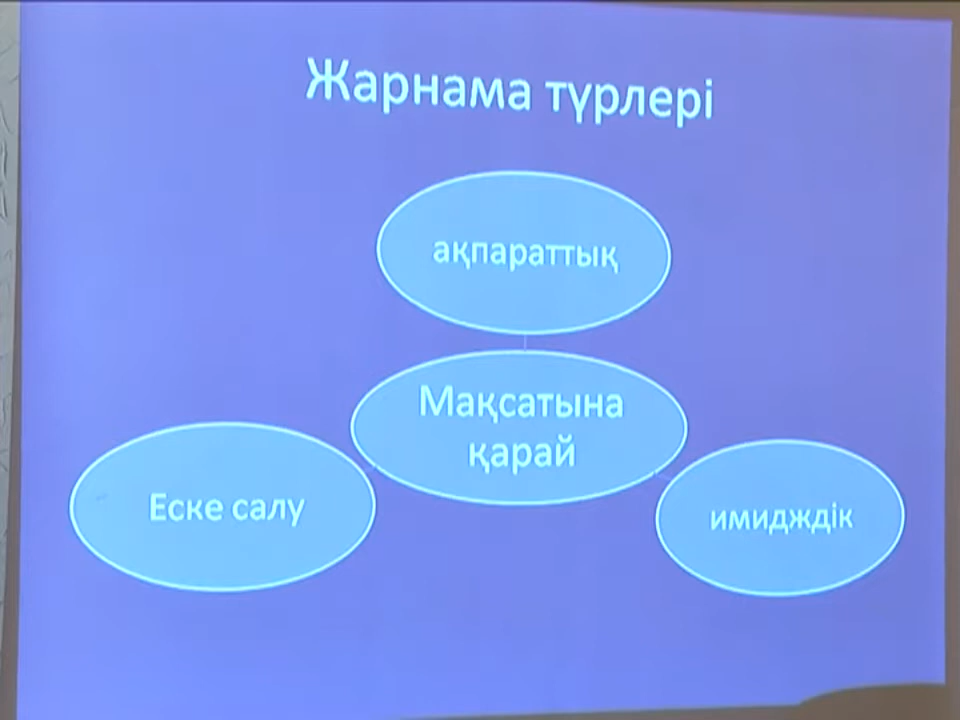 Жарнама түрлері
ақпараттық
Мақсатына
қарай
Еске салу
имидждік